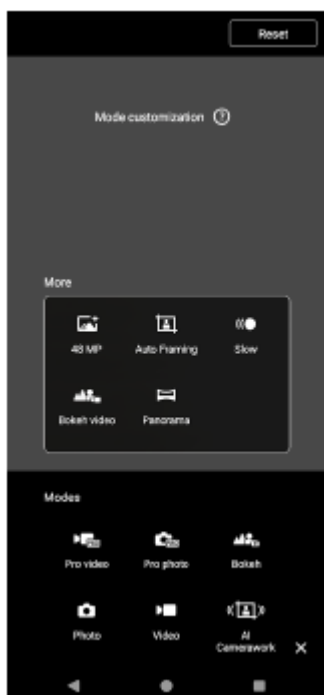 Reset
Mode customization ?
More
48 MP Auto Framing Slow
Bokeh video Panorama
Modes
Pro video Pro photo Bokeh
Photo Video AI
Camerawork